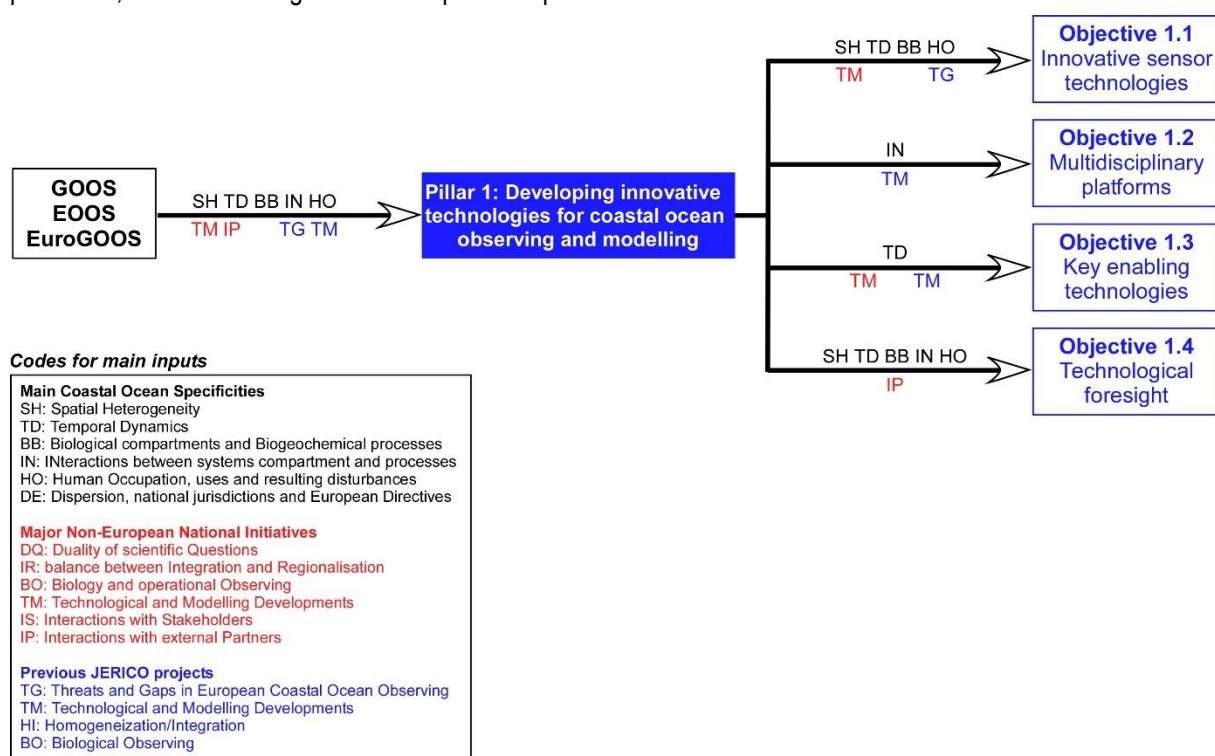 SH TD BB HO
TM TG
Objective 1.1
Innovative sensor
technologies
IN
TM
Objective 1.2
Multidisciplinary
platforms
GOOS
EOOS
EuroGOOS
SH TD BB IN HO
TM IP TG TM
Pillar 1: Developing innovative
technologies for coastal ocean
observing and modelling
TD
TM TM
Objective 1.3
Key enabling
technologies
SH TD BB IN HO
IP
Objective 1.4
Technological
foresight
Codes for main inputs
Main Coastal Ocean Specificities
SH: Spatial Heterogeneity
TD: Temporal Dynamics
BB: Biological compartments and Biogeochemical processes
IN: INteractions between systems compartment and processes
HO: Human Occupation, uses and resulting disturbances
DE: Dispersion, national jurisdictions and European Directives
Major Non-European National Initiatives
DQ: Duality of scientific Questions
IR: balance between Integration and Regionalisation
BO: Biology and operational Observing
TM: Technological and Modelling Developments
IS: Interactions with Stakeholders
IP: Interactions with external Partners
Previous JERICO projects
TG: Threats and Gaps in European Coastal Ocean Observing
TM: Technological and Modelling Developments
HI: Homogeneization/Integration
BO: Biological Observing